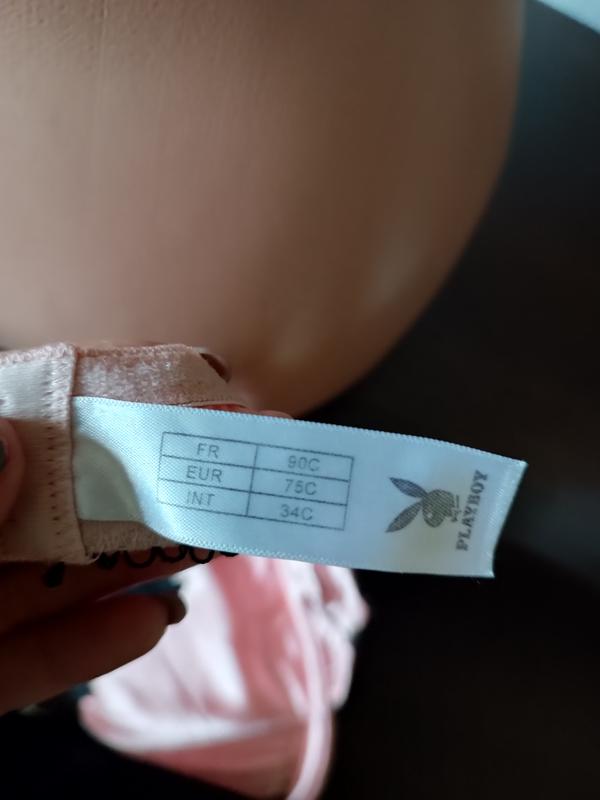 FR 90C
EUR 75C
INT 34C
PLAYBOY